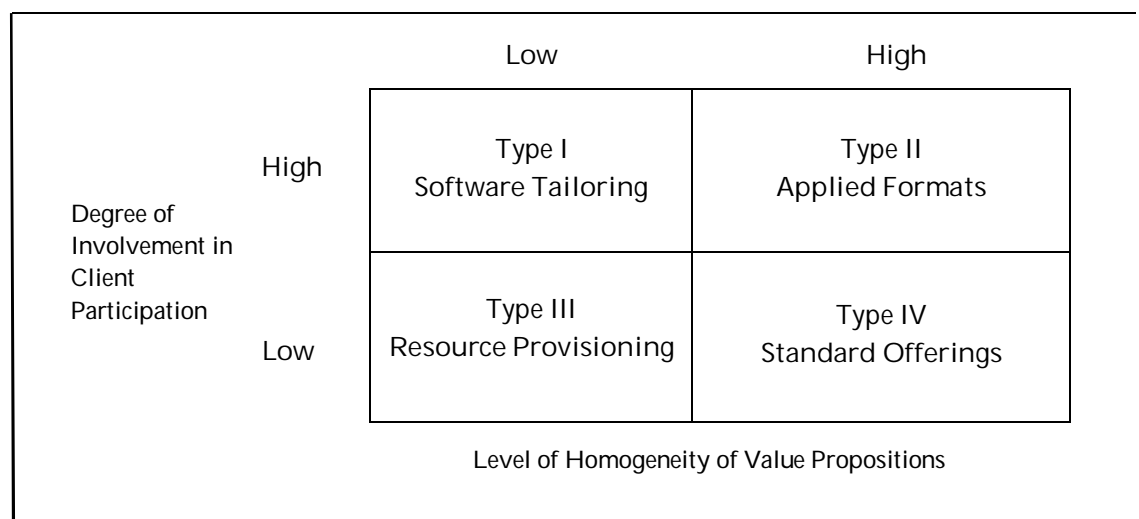 Low High
Type I
Software Tailoring
Type II
Applied Formats
High
Degree of
Involvement in
Client
Participation
Type III
Resource Provisioning
Type IV
Standard Offerings
Low
Level of Homogeneity of Value Propositions